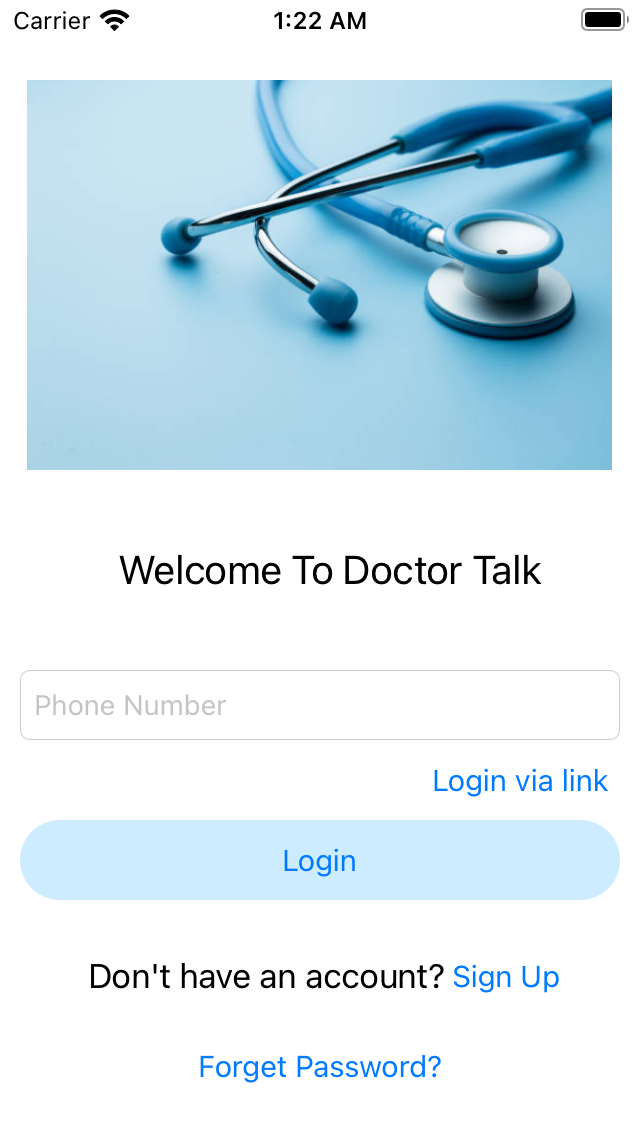 Carrier 1:22 AM
Welcome To Doctor Talk
Phone Number
Login via link
Login
Don't have an account? Sign Up
Forget Password?